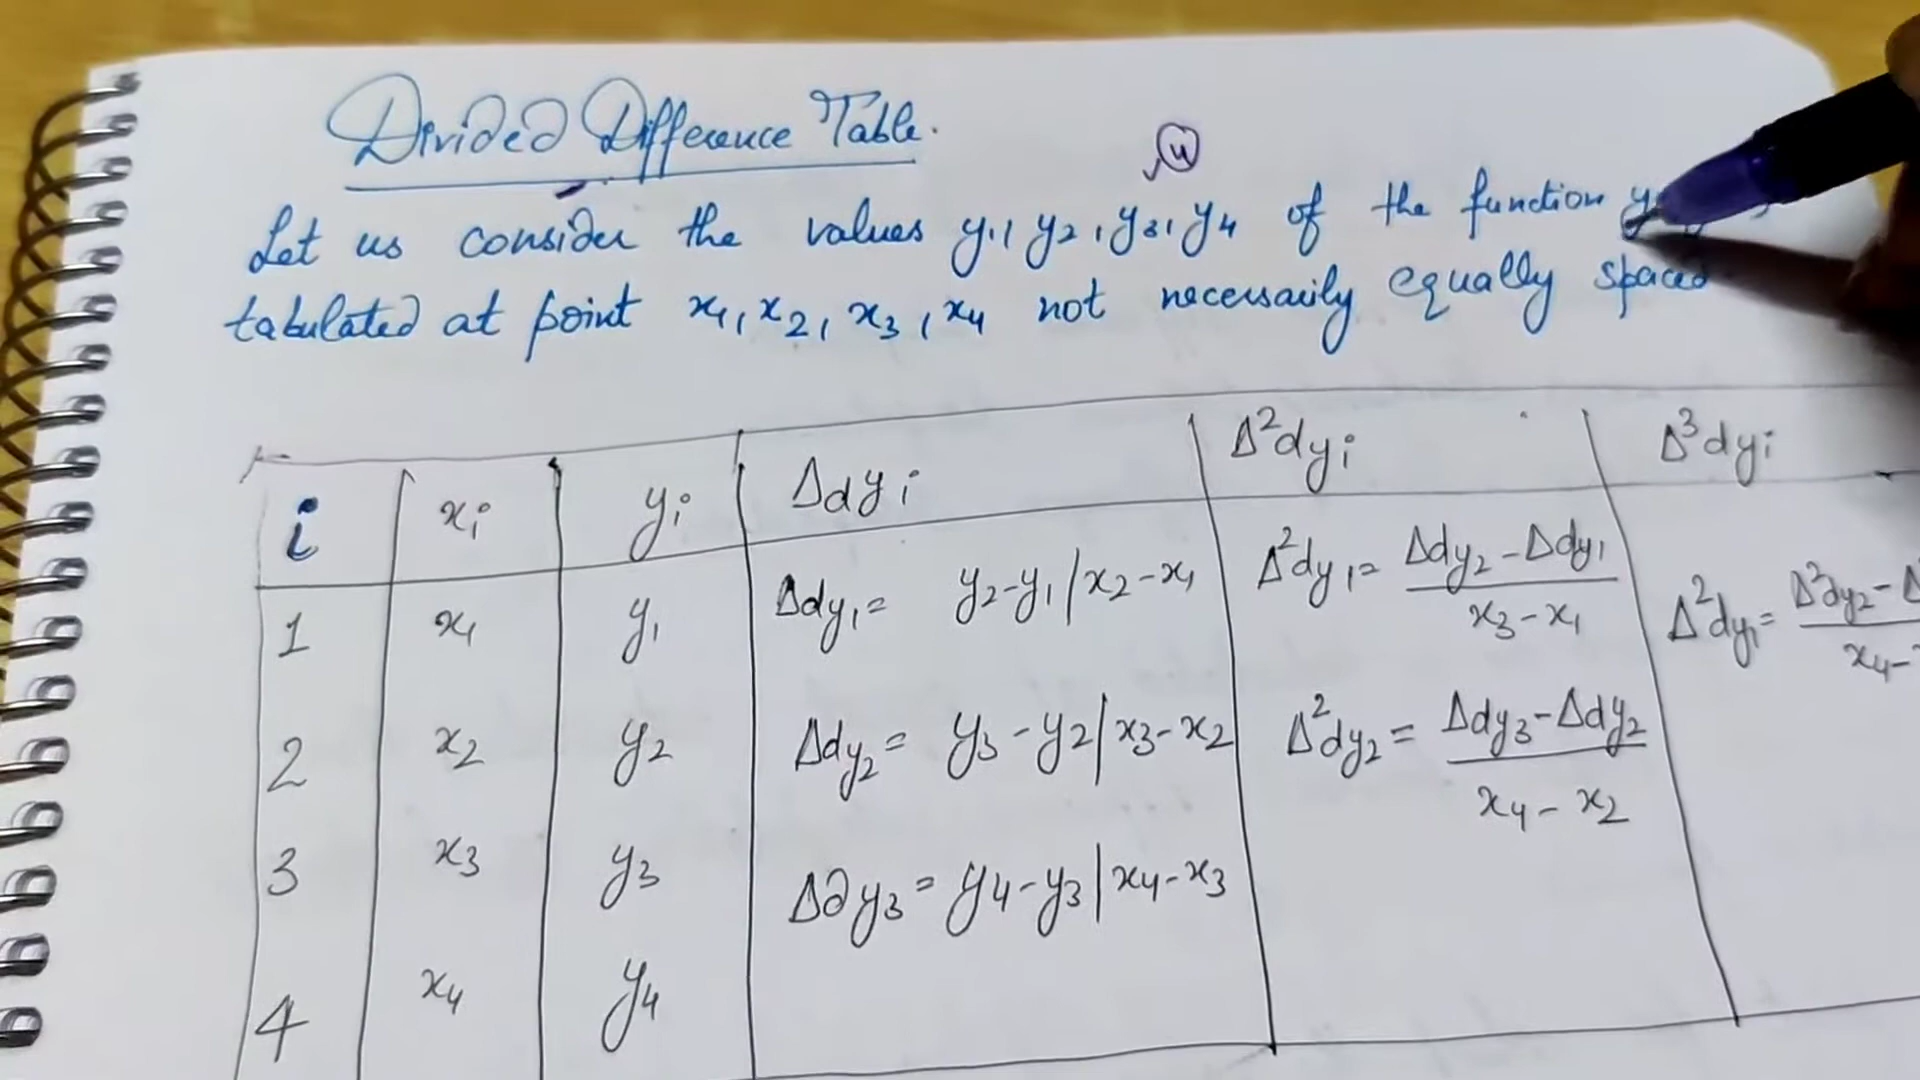 Divided Difference Table.
4
Let us consider the values y1, y2, y3, y4 of the function
tabulated at point x1, x2, x3, x4 not necessarily equally spaced
i xi yi Δdyi Δ²dyi Δ³dyi
1 x1 y1 Δdy1= y2-y1/x2-x1 Δ²dy1= Δdy2-Δdy1/x3-x1 Δ²dy1=
2 x2 y2 Δdy2= y3-y2/x3-x2 Δ²dy2= Δdy3-Δdy2/x4-x2
3 x3 y3 Δdy3= y4-y3/x4-x3
4 x4 y4